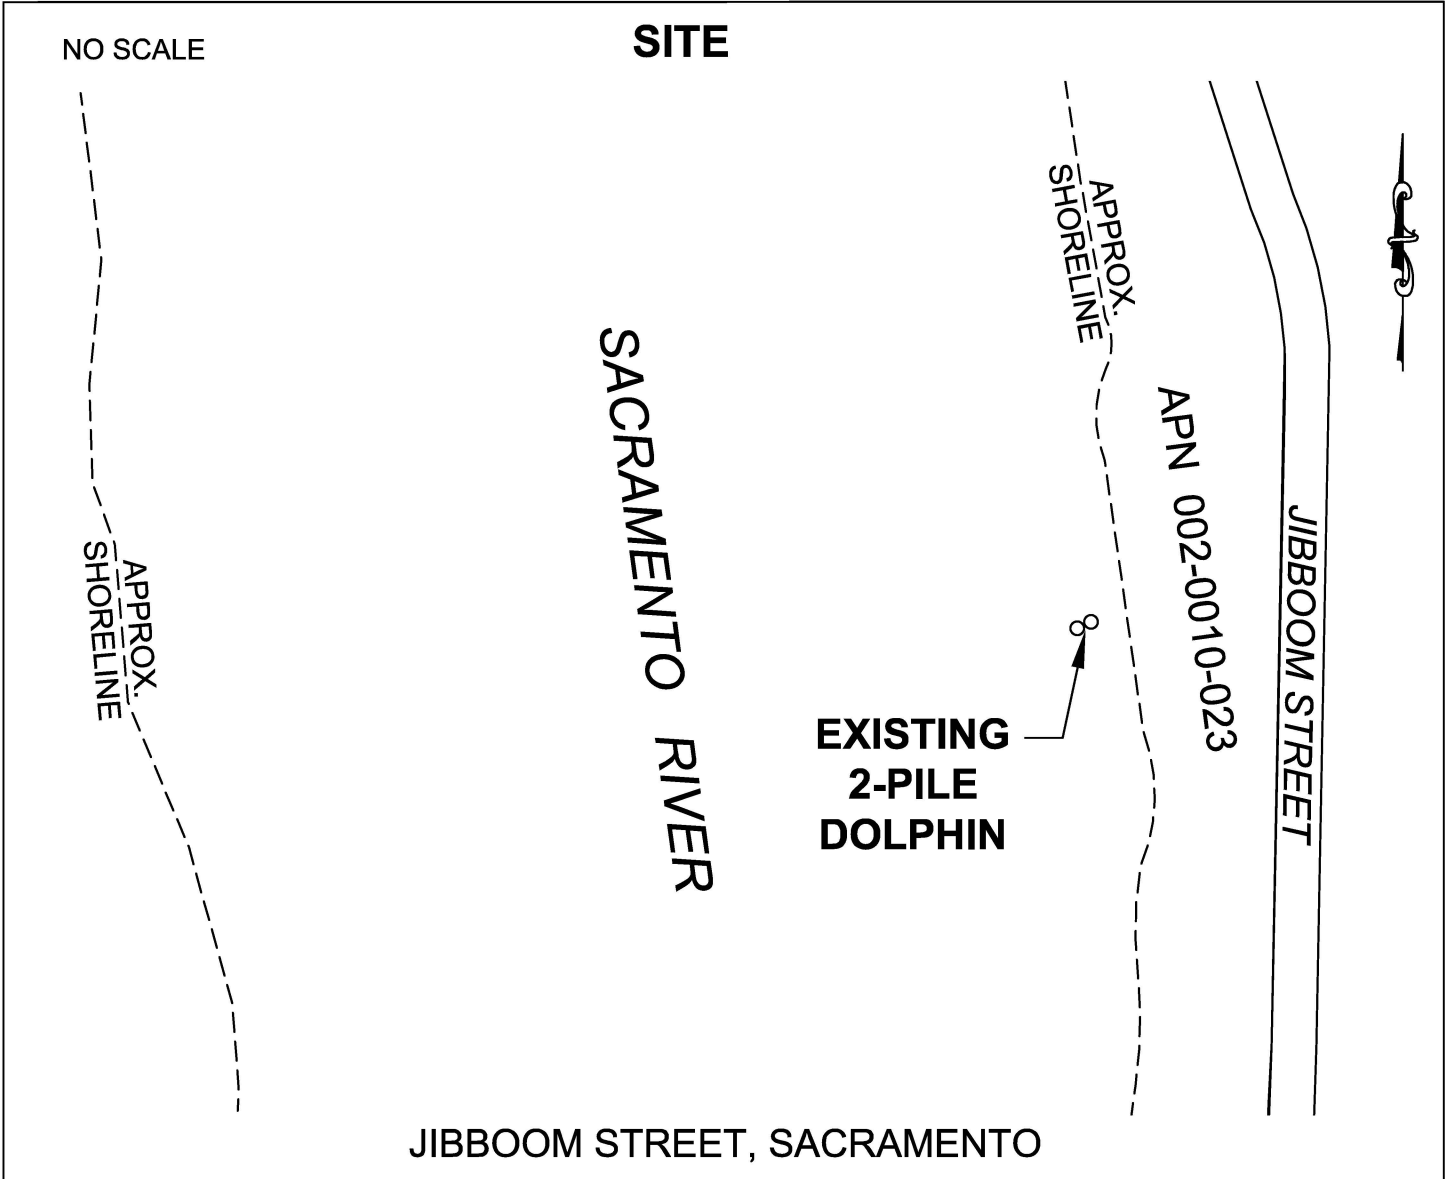 NO SCALE
SITE
APPROX.
SHORELINE
SACRAMENTO RIVER
APN 002-0010-023
JIBBOOM STREET
APPROX.
SHORELINE
EXISTING
2-PILE
DOLPHIN
JIBBOOM STREET, SACRAMENTO